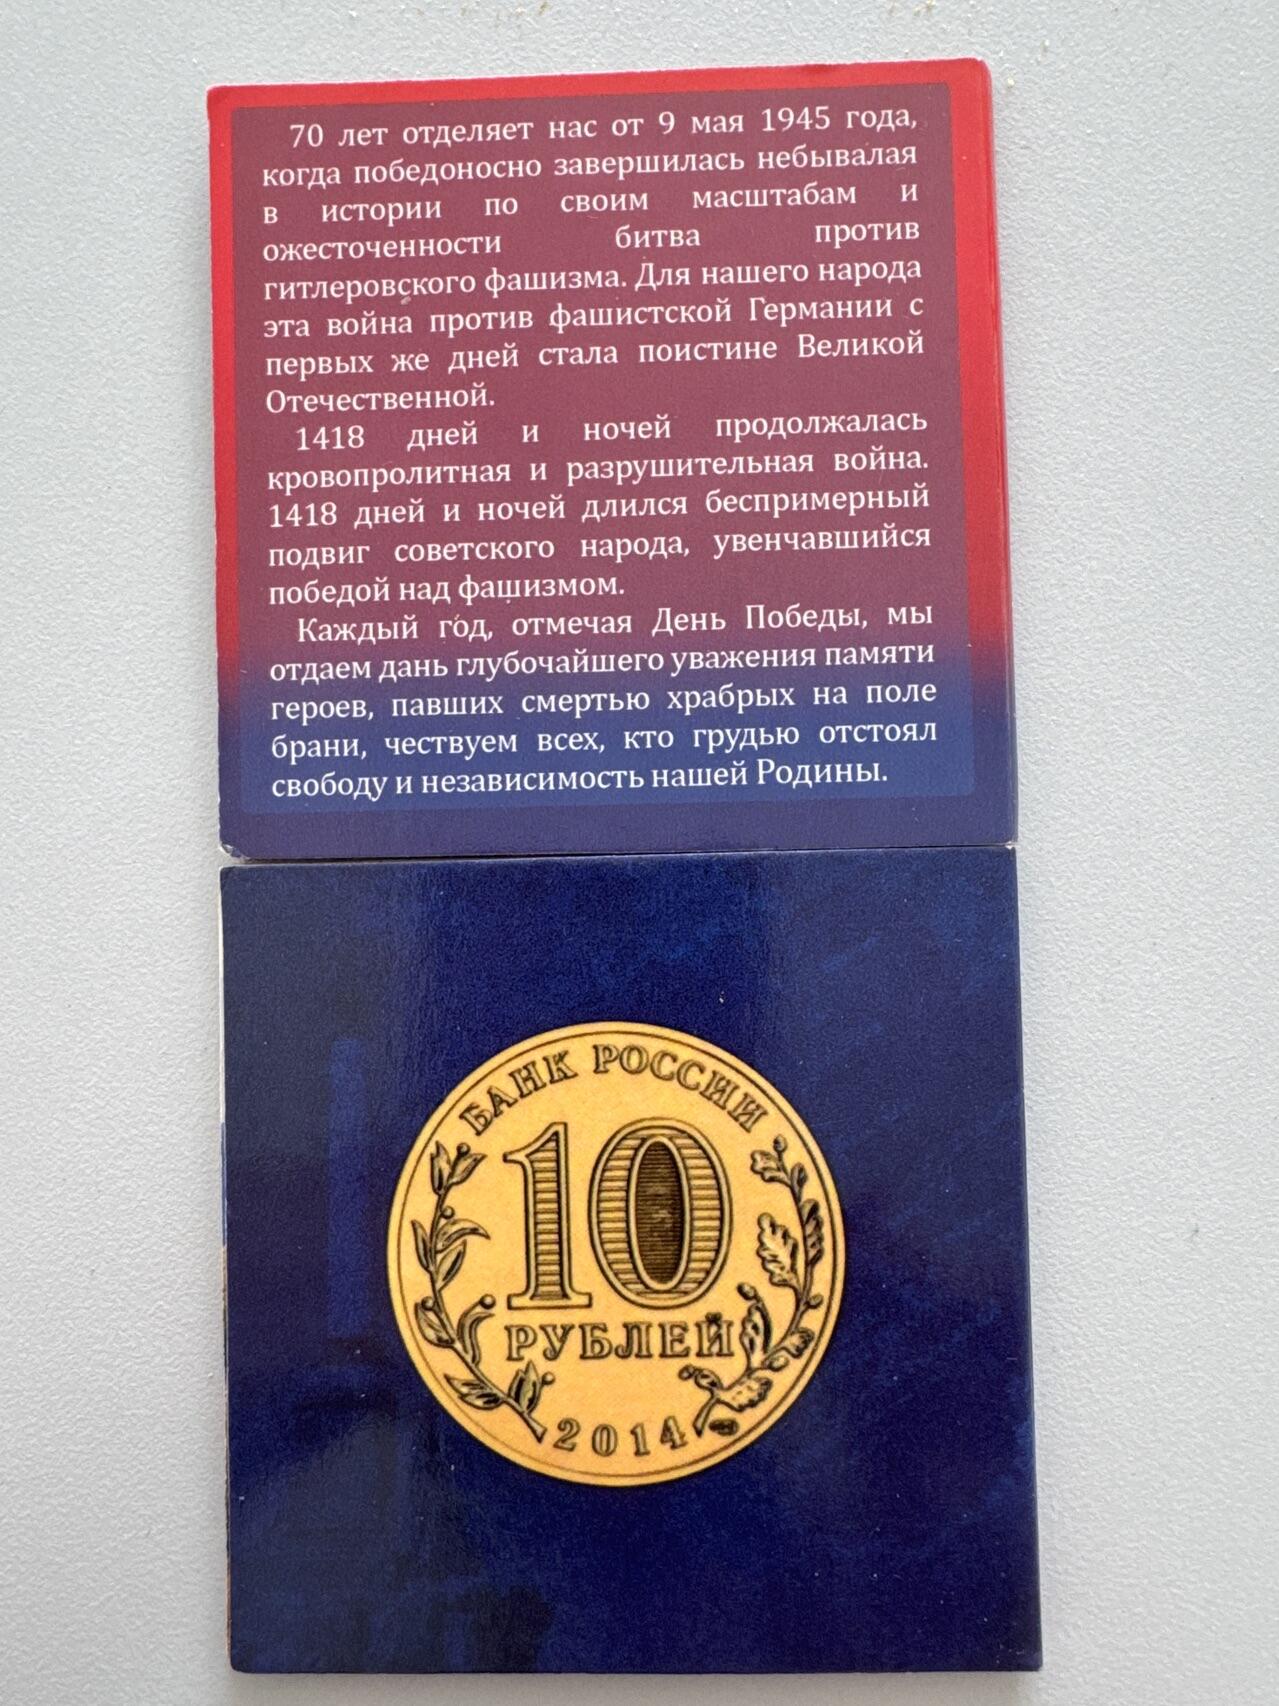 70 лет отделяет нас от 9 мая 1945 года,
когда победоносно завершилась небывалая
в истории по своим масштабам и
ожесточенности битва против
гитлеровского фашизма. Для нашего народа
эта война против фашистской Германии с
первых же дней стала поистине Великой
Отечественной.
1418 дней и ночей продолжалась
кровопролитная и разрушительная война.
1418 дней и ночей длился беспримерный
подвиг советского народа, увенчавшийся
победой над фашизмом.
Каждый год, отмечая День Победы, мы
отдаем дань глубочайшего уважения памяти
героев, павших смертью храбрых на поле
брани, чествуем всех, кто грудью отстоял
свободу и независимость нашей Родины.
БАНК РОССИИ
10
РУБЛЕЙ
2014